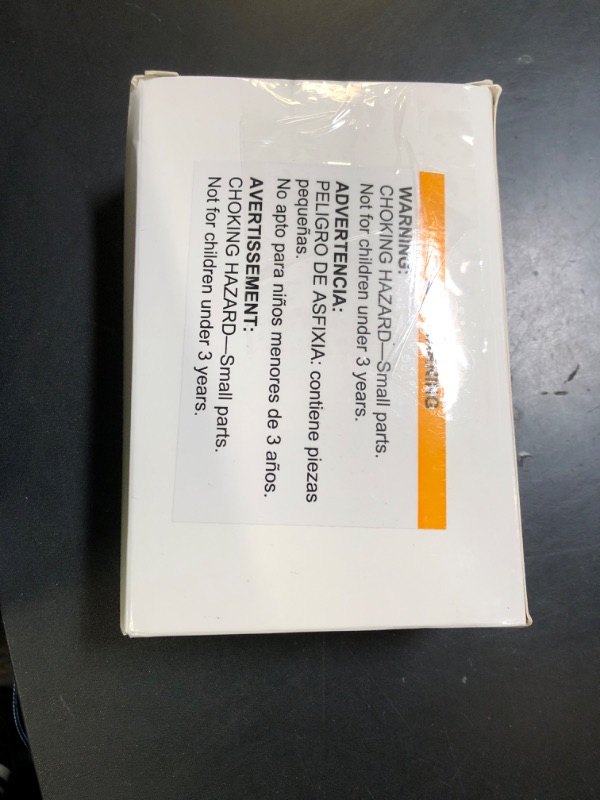 WARNING:
CHOKING HAZARD—Small parts.
Not for children under 3 years.
ADVERTENCIA:
PELIGRO DE ASFIXIA: contiene piezas
pequeñas.
No apto para niños menores de 3 años.
AVERTISSEMENT:
CHOKING HAZARD—Small parts.
Not for children under 3 years.